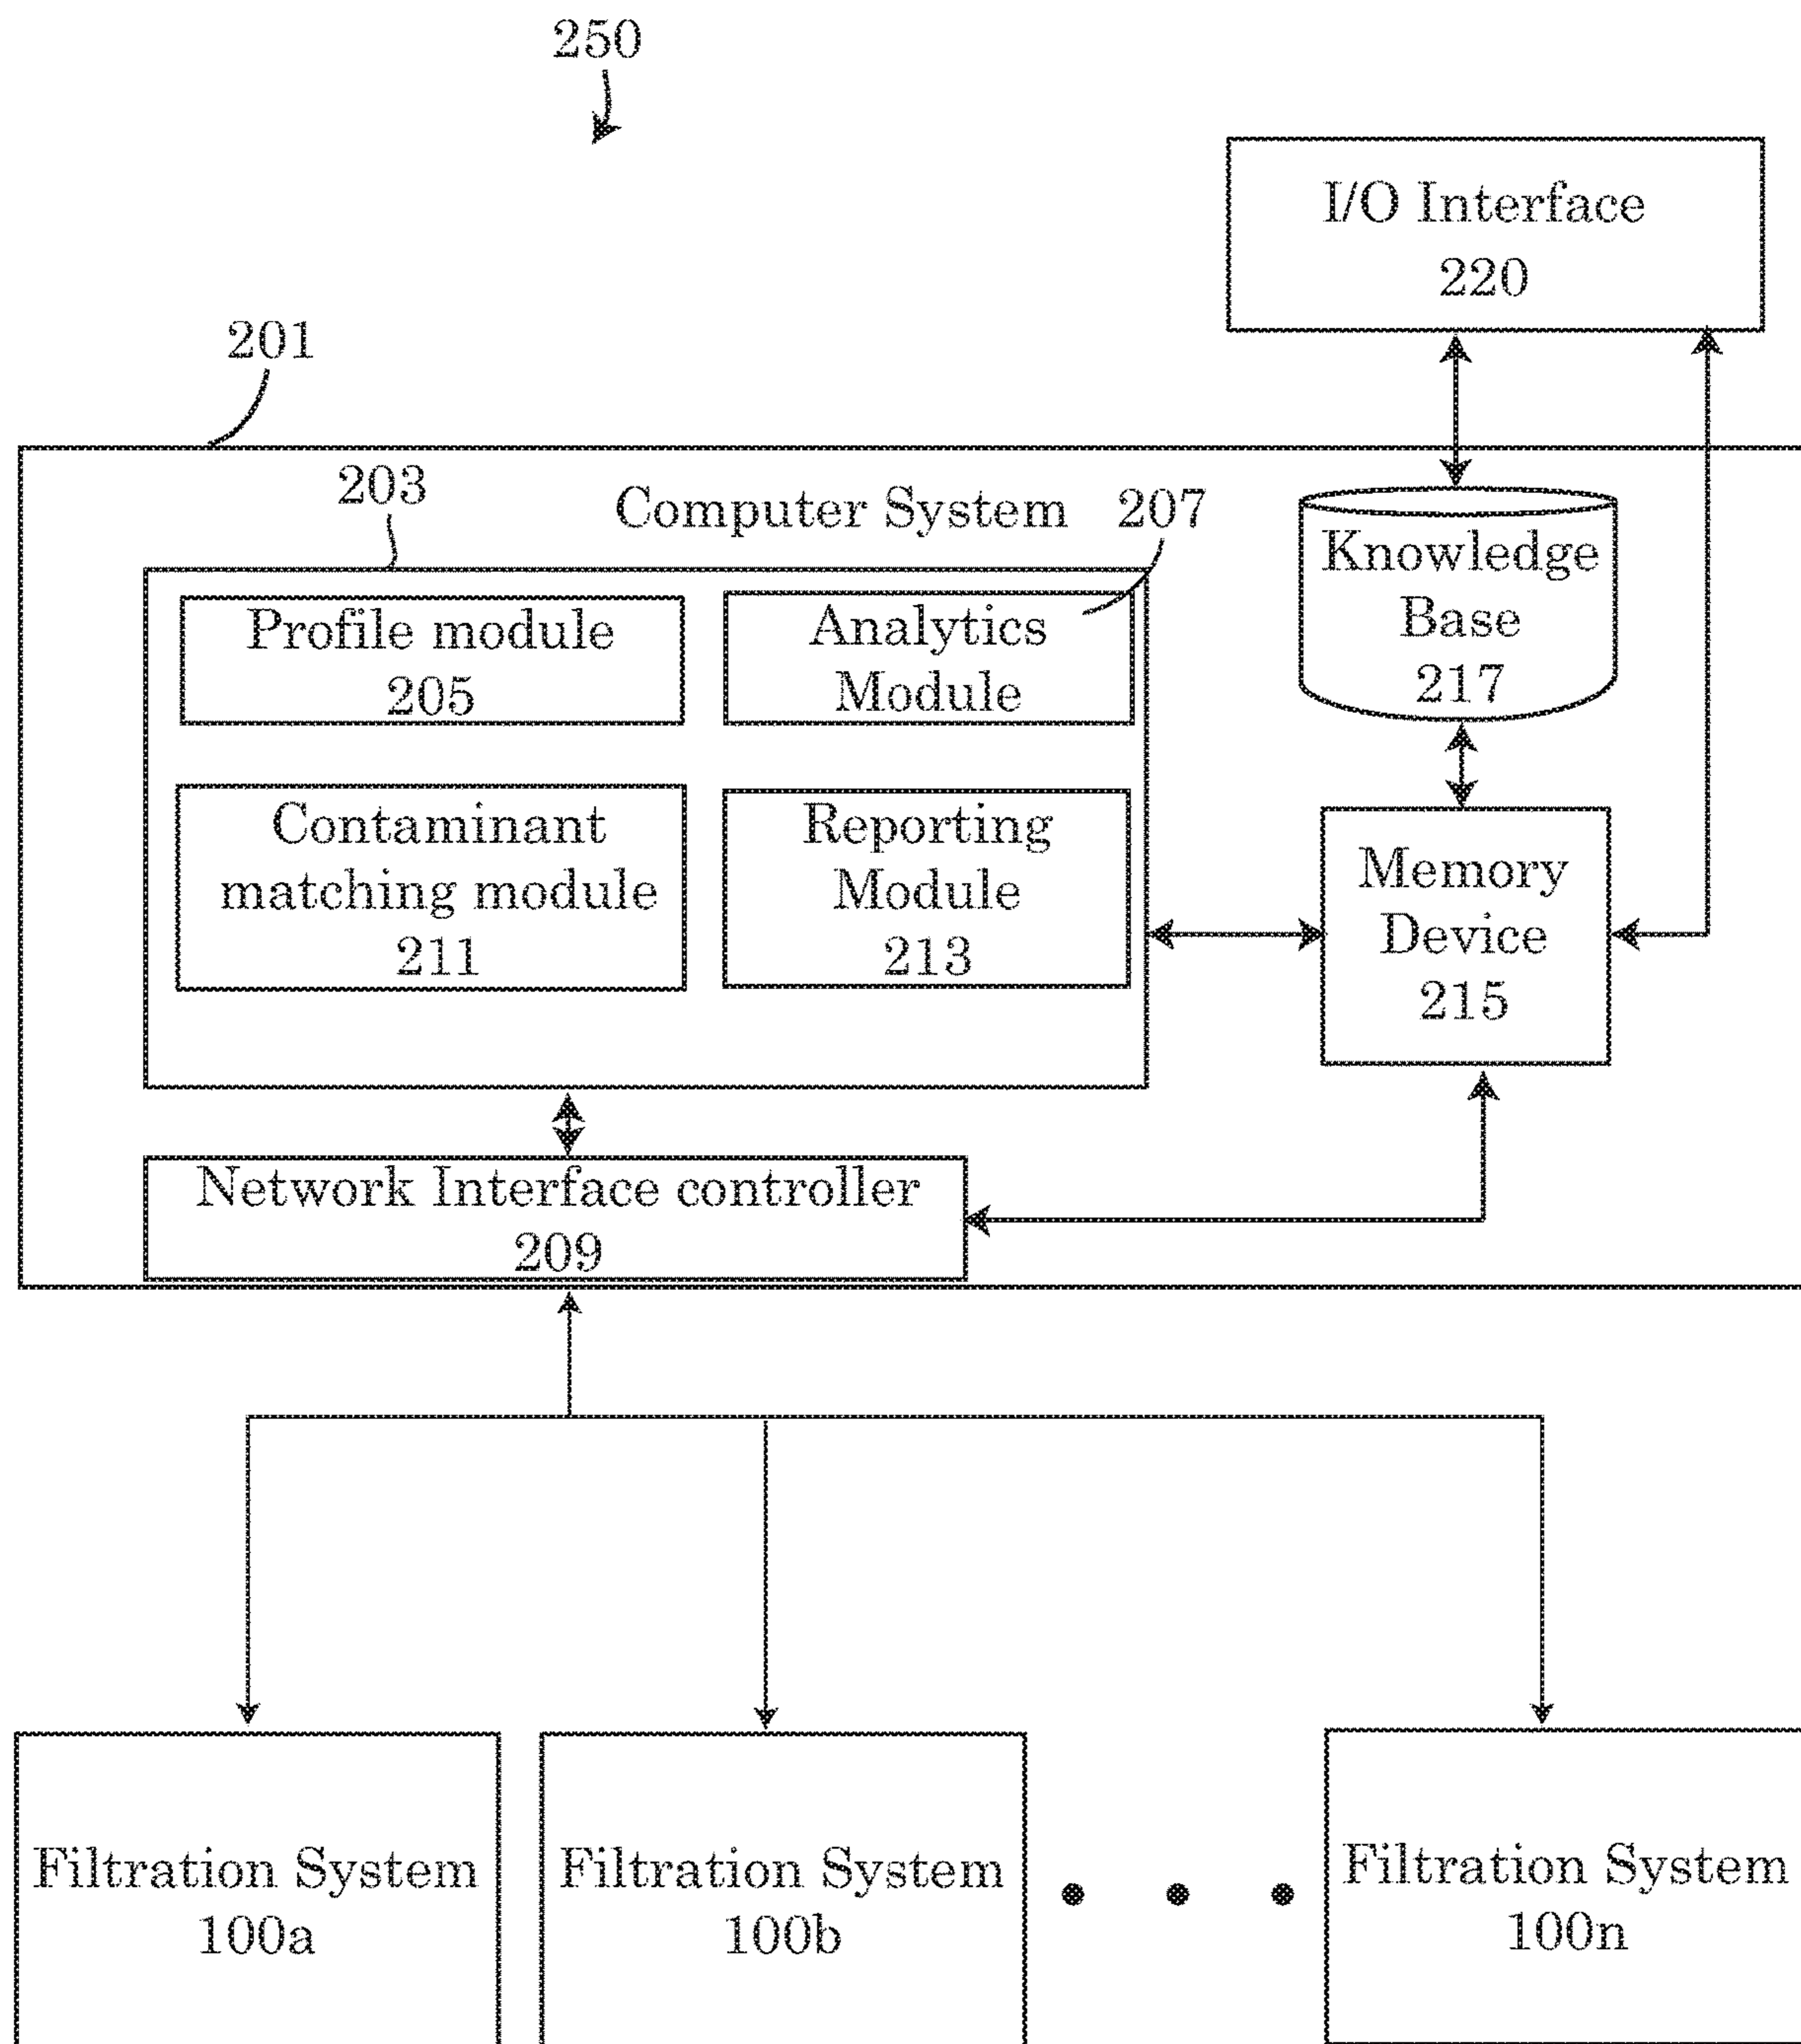 250
I/O Interface
220
201
203
Computer System
207
Profile module
205
Analytics
Module
Knowledge
Base
217
Contaminant
matching module
211
Reporting
Module
213
Memory
Device
215
Network Interface controller
209
Filtration System
100a
Filtration System
100b
Filtration System
100n